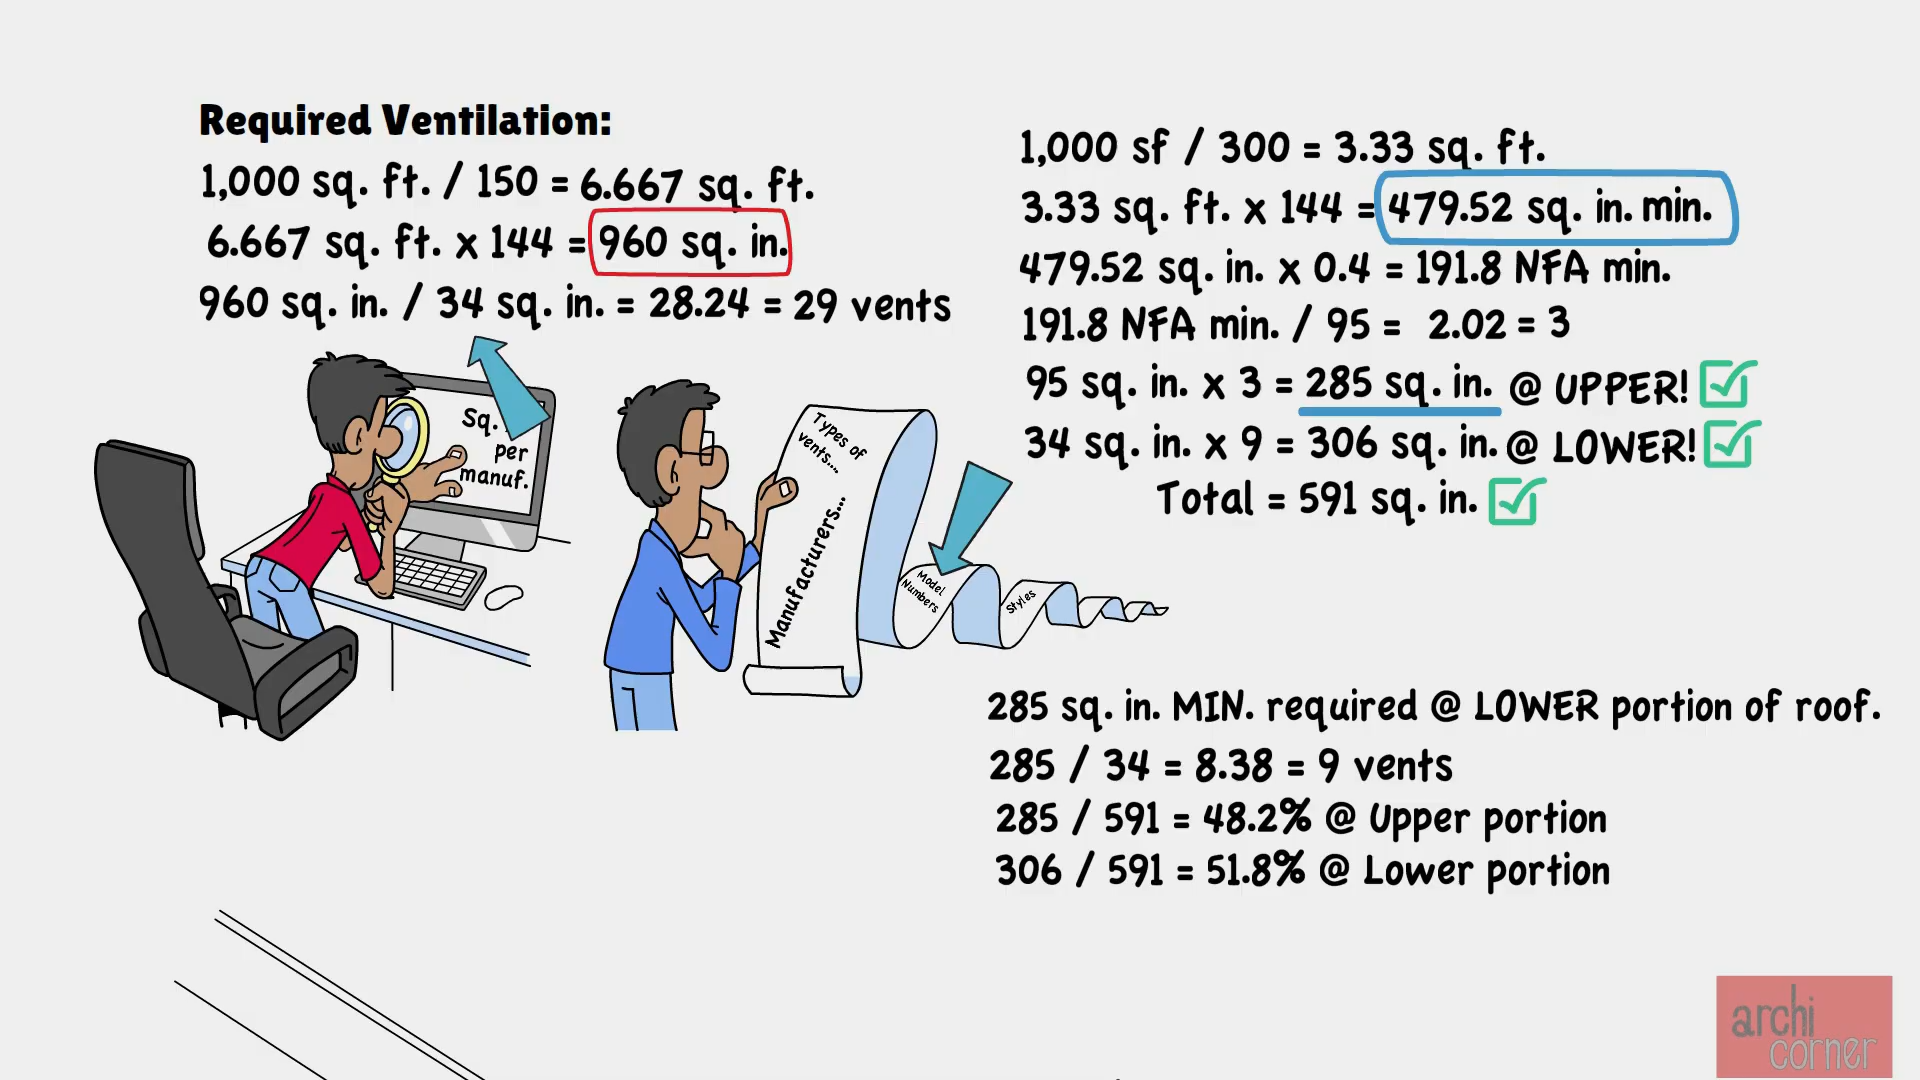 Required Ventilation:
1,000 sq. ft. / 150 = 6.667 sq. ft.
6.667 sq. ft. x 144 = 960 sq. in.
960 sq. in. / 34 sq. in. = 28.24 = 29 vents
Sq.
per
manuf.
Types of
vents....
Manufacturers...
Model
Numbers
Styles
1,000 sf / 300 = 3.33 sq. ft.
3.33 sq. ft. x 144 = 479.52 sq. in. min.
479.52 sq. in. x 0.4 = 191.8 NFA min.
191.8 NFA min. / 95 = 2.02 = 3
95 sq. in. x 3 = 285 sq. in. @ UPPER!
34 sq. in. x 9 = 306 sq. in. @ LOWER!
Total = 591 sq. in.
285 sq. in. MIN. required @ LOWER portion of roof.
285 / 34 = 8.38 = 9 vents
285 / 591 = 48.2% @ Upper portion
306 / 591 = 51.8% @ Lower portion
archi
corner